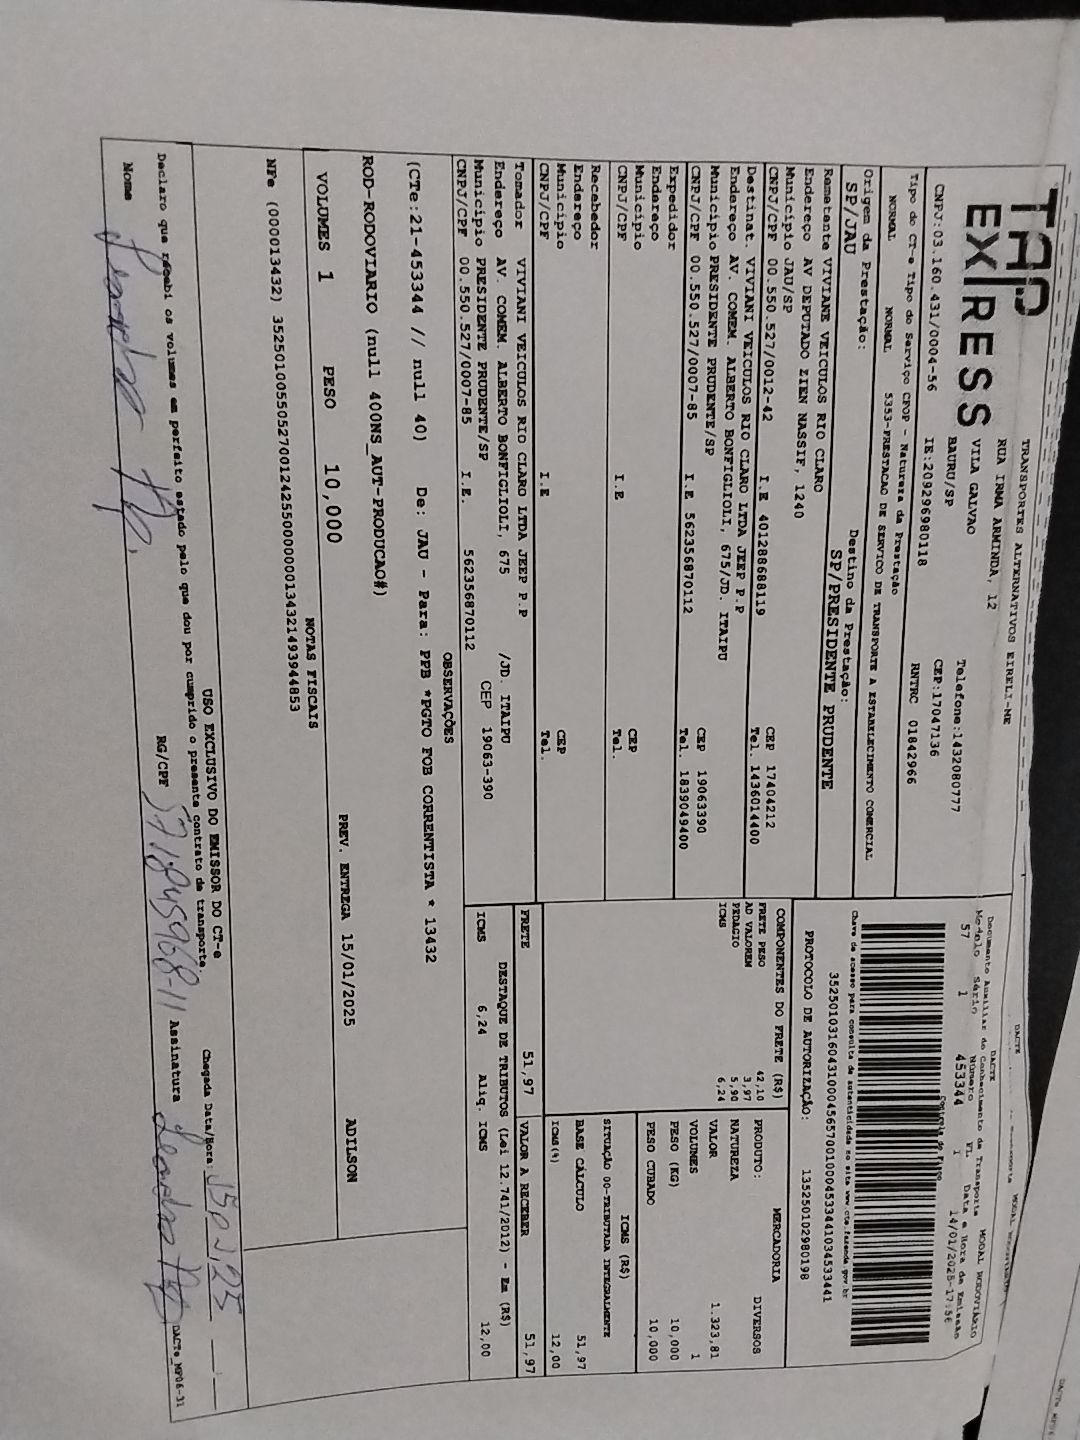 TAP
EXPRESS
TRANSPORTES ALTERNATIVOS EIRELI-ME
RUA IRMA ARMINDA, 12
VILA GALVAO
BAURU/SP
Telefone:1432080777
CEP:17047136
CNPJ:03.160.431/0004-56
IE:209296980118
RNTRC 01842966
DACTE
Documento Auxiliar do Conhecimento de Transporte MODAL RODOVIÁRIO
Modelo Série Número FL Data e Hora de Emissão
57 1 453344 1 14/01/2025-17:56
Controle do Fisco
Tipo do CT-e Tipo do Serviço CFOP - Natureza da Prestação
NORMAL NORMAL 5353-PRESTACAO DE SERVICO DE TRANSPORTE A ESTABELECIMENTO COMERCIAL
Chave de acesso para consulta de autenticidade no site www.cte.fazenda.gov.br
35250103160431000456570010004533441034533441
PROTOCOLO DE AUTORIZAÇÃO: 135250102980198
Origem da Prestação:
SP/JAU
Destino da Prestação:
SP/PRESIDENTE PRUDENTE
Remetente VIVIANE VEICULOS RIO CLARO
Endereço AV DEPUTADO ZIEN NASSIF, 1240
Município JAU/SP CEP 17404212
CNPJ/CPF 00.550.527/0012-42 I.E 401288688119 Tel. 1436014400
Destinat. VIVIANI VEICULOS RIO CLARO LTDA JEEP P.P
Endereço AV. COMEM. ALBERTO BONFIGLIOLI, 675/JD. ITAIPU
Município PRESIDENTE PRUDENTE/SP CEP 19063390
CNPJ/CPF 00.550.527/0007-85 I.E 562356870112 Tel. 1839049400
Expedidor
Endereço
Município CEP
CNPJ/CPF I.E Tel.
Recebedor
Endereço
Município CEP
CNPJ/CPF I.E Tel.
Tomador VIVIANI VEICULOS RIO CLARO LTDA JEEP P.P
Endereço AV. COMEM. ALBERTO BONFIGLIOLI, 675 /JD. ITAIPU
Município PRESIDENTE PRUDENTE/SP CEP 19063-390
CNPJ/CPF 00.550.527/0007-85 I.E. 562356870112
COMPONENTES DO FRETE (R$)
FRETE PESO 42,10
AD VALOREM 3,97
PEDAGIO 5,90
ICMS 6,24
MERCADORIA
PRODUTO: DIVERSOS
NATUREZA
VALOR 1.323,81
VOLUMES 1
PESO (KG) 10,000
PESO CUBADO 10,000
ICMS (R$)
SITUAÇÃO 00-TRIBUTADA INTEGRALMENTE
BASE CÁLCULO 51,97
ICMS(%) 12,00
FRETE 51,97 VALOR A RECEBER 51,97
DESTAQUE DE TRIBUTOS (Lei 12.741/2012) - Em (R$)
ICMS 6,24 Aliq. ICMS 12,00
OBSERVAÇÕES
(CTe:21-453344 // null 40) De: JAU - Para: PPB *PGTO FOB CORRENTISTA * 13432
ROD-RODOVIARIO (null 400NS_AUT-PRODUCAO#)
VOLUMES 1 PESO 10,000 PREV. ENTREGA 15/01/2025 ADILSON
NOTAS FISCAIS
NFe (000013432) 35250100550527001242550000000134321493944853
USO EXCLUSIVO DO EMISSOR DO CT-e
Declaro que recebi os volumes em perfeito estado pelo que dou por cumprido o presente contrato de transporte.
Chegada Data/Hora:
Nome RG/CPF Assinatura
DACTe_MP06-31